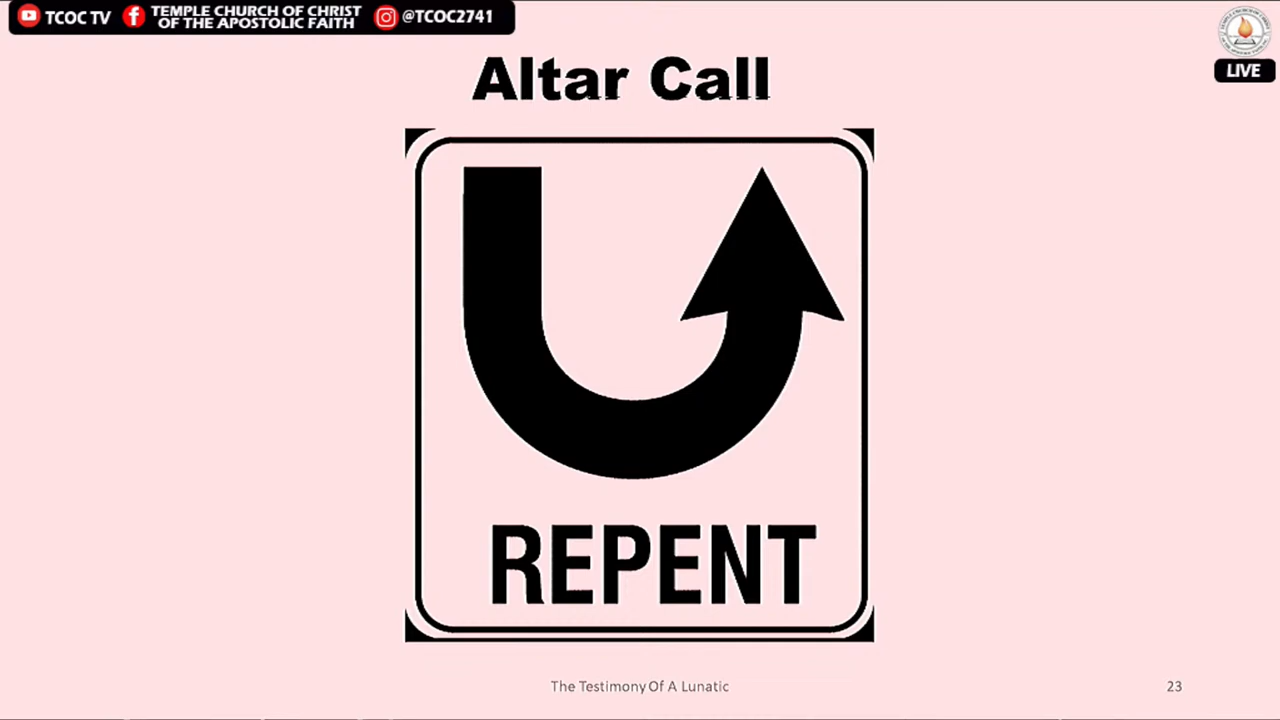 TCOC TV
TEMPLE CHURCH OF CHRIST
OF THE APOSTOLIC FAITH
@TCOC2741
LIVE
Altar Call
REPENT
The Testimony Of A Lunatic
23